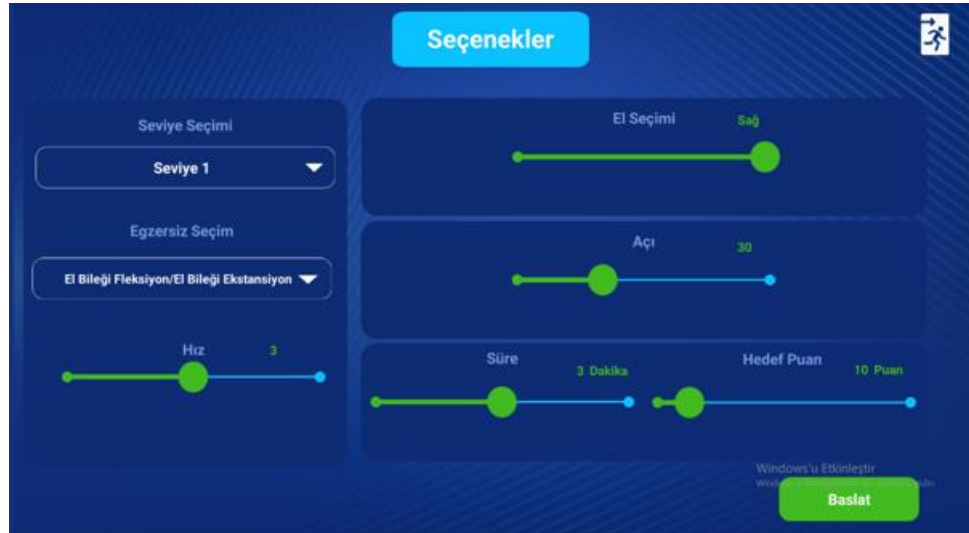 Seçenekler
Seviye Seçimi
Seviye 1
Egzersiz Seçim
El Bileği Fleksiyon/El Bileği Ekstansiyon
Hız 3
El Seçimi Sağ
Açı 30
Süre 3 Dakika
Hedef Puan 10 Puan
Windows'u Etkinleştir
Baslat